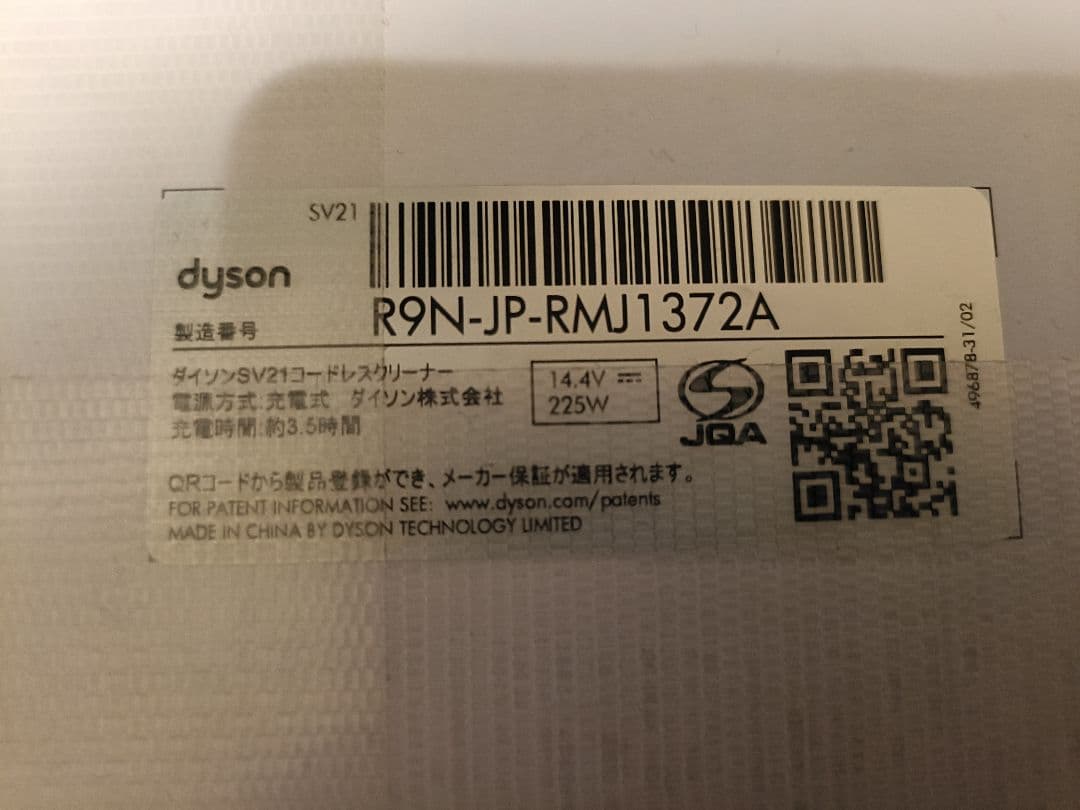 SV21
dyson
製造番号 R9N-JP-RMJ1372A
ダイソンSV21コードレスクリーナー
電源方式:充電式 ダイソン株式会社
充電時間:約3.5時間
14.4V ⎓
225W
JQA
496878-31/02
QRコードから製品登録ができ、メーカー保証が適用されます。
FOR PATENT INFORMATION SEE: www.dyson.com/patents
MADE IN CHINA BY DYSON TECHNOLOGY LIMITED